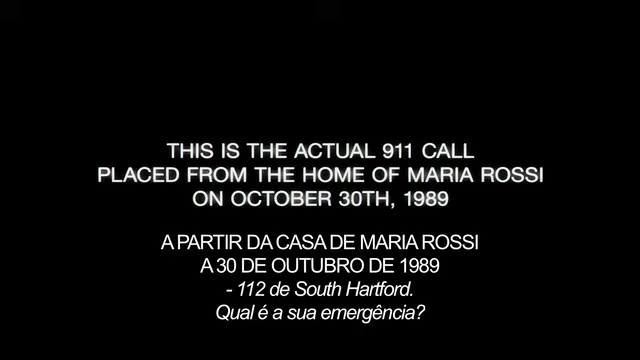 THIS IS THE ACTUAL 911 CALL
PLACED FROM THE HOME OF MARIA ROSSI
ON OCTOBER 30TH, 1989
A PARTIR DA CASA DE MARIA ROSSI
A 30 DE OUTUBRO DE 1989
- 112 de South Hartford.
Qual é a sua emergência?